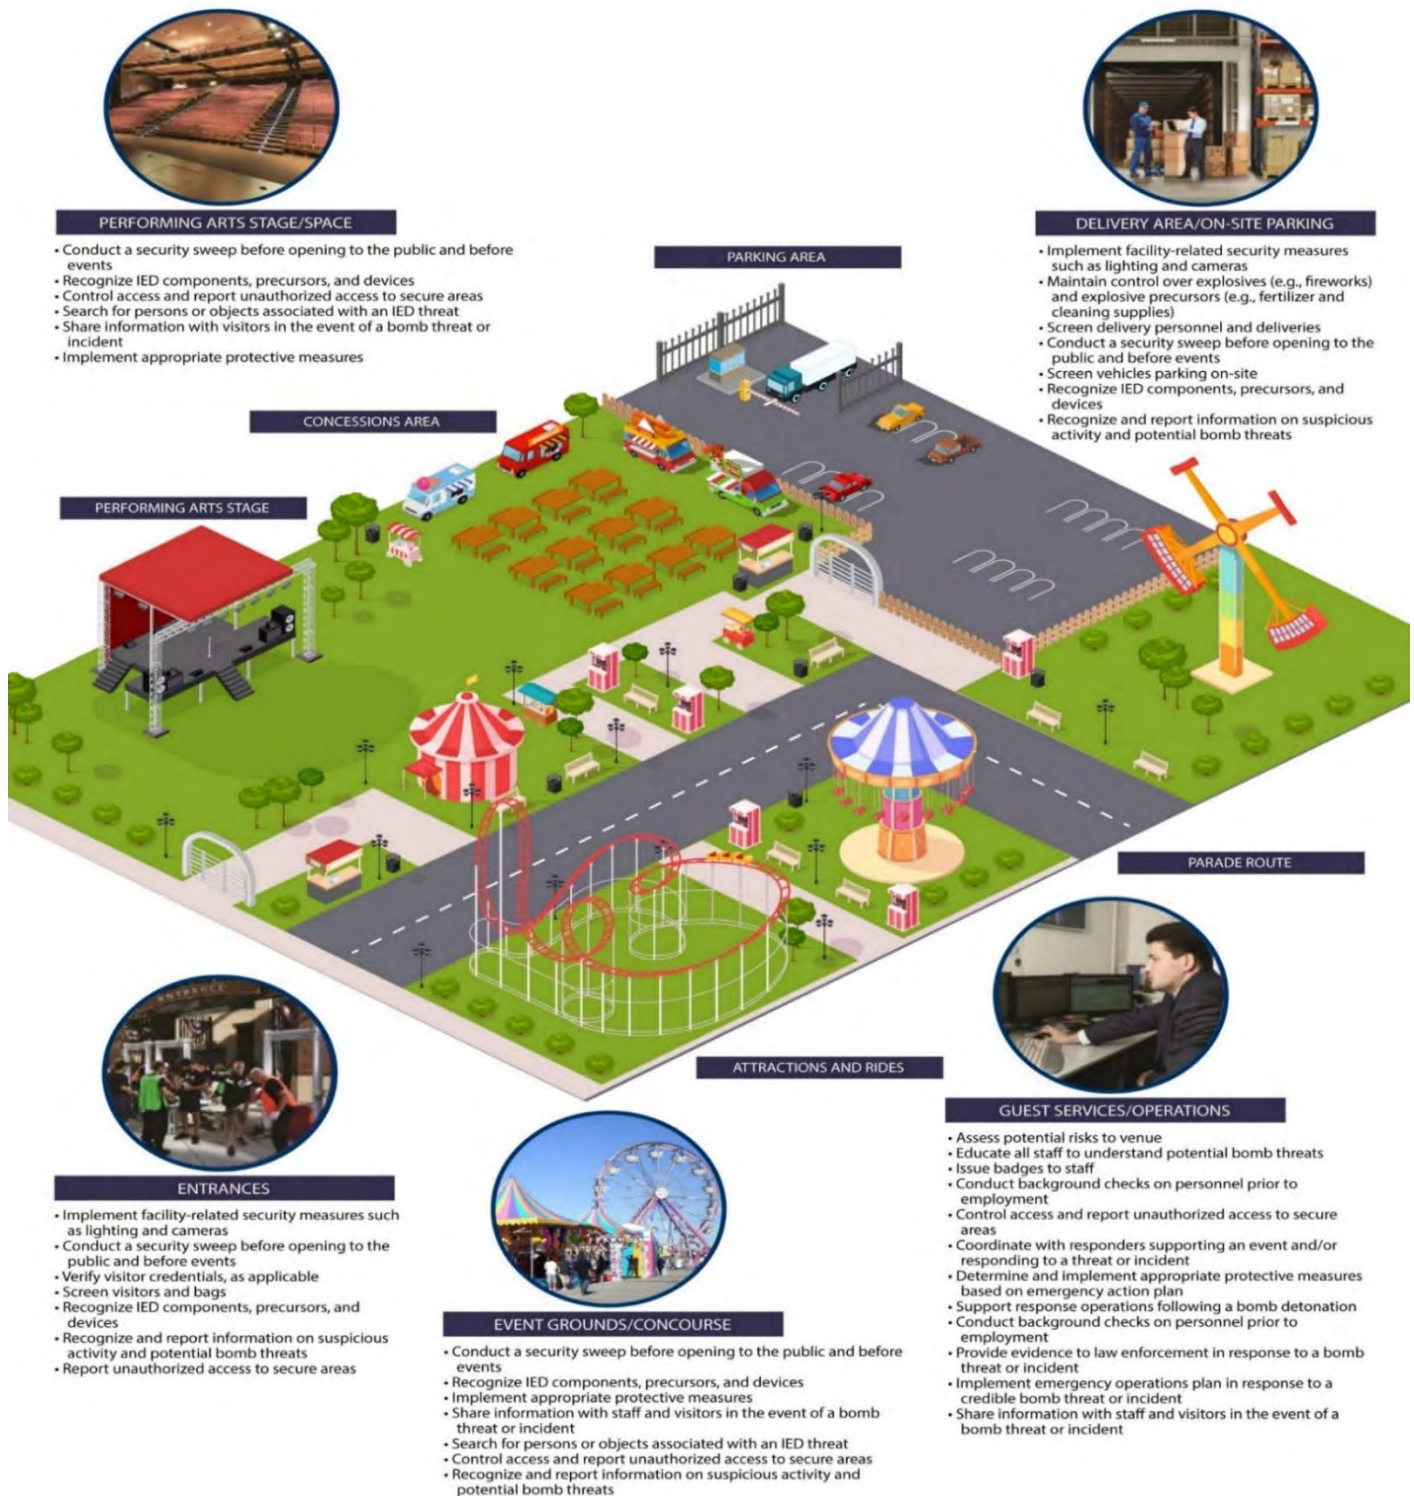 PERFORMING ARTS STAGE/SPACE
• Conduct a security sweep before opening to the public and before
events
• Recognize IED components, precursors, and devices
• Control access and report unauthorized access to secure areas
• Search for persons or objects associated with an IED threat
• Share information with visitors in the event of a bomb threat or
incident
• Implement appropriate protective measures
DELIVERY AREA/ON-SITE PARKING
• Implement facility-related security measures
such as lighting and cameras
• Maintain control over explosives (e.g., fireworks)
and explosive precursors (e.g., fertilizer and
cleaning supplies)
• Screen delivery personnel and deliveries
• Conduct a security sweep before opening to the
public and before events
• Screen vehicles parking on-site
• Recognize IED components, precursors, and
devices
• Recognize and report information on suspicious
activity and potential bomb threats
PARKING AREA
CONCESSIONS AREA
PERFORMING ARTS STAGE
PARADE ROUTE
ATTRACTIONS AND RIDES
ENTRANCE
ENTRANCES
• Implement facility-related security measures such
as lighting and cameras
• Conduct a security sweep before opening to the
public and before events
• Verify visitor credentials, as applicable
• Screen visitors and bags
• Recognize IED components, precursors, and
devices
• Recognize and report information on suspicious
activity and potential bomb threats
• Report unauthorized access to secure areas
EVENT GROUNDS/CONCOURSE
• Conduct a security sweep before opening to the public and before
events
• Recognize IED components, precursors, and devices
• Implement appropriate protective measures
• Share information with staff and visitors in the event of a bomb
threat or incident
• Search for persons or objects associated with an IED threat
• Control access and report unauthorized access to secure areas
• Recognize and report information on suspicious activity and
potential bomb threats
GUEST SERVICES/OPERATIONS
• Assess potential risks to venue
• Educate all staff to understand potential bomb threats
• Issue badges to staff
• Conduct background checks on personnel prior to
employment
• Control access and report unauthorized access to secure
areas
• Coordinate with responders supporting an event and/or
responding to a threat or incident
• Determine and implement appropriate protective measures
based on emergency action plan
• Support response operations following a bomb detonation
• Conduct background checks on personnel prior to
employment
• Provide evidence to law enforcement in response to a bomb
threat or incident
• Implement emergency operations plan in response to a
credible bomb threat or incident
• Share information with staff and visitors in the event of a
bomb threat or incident